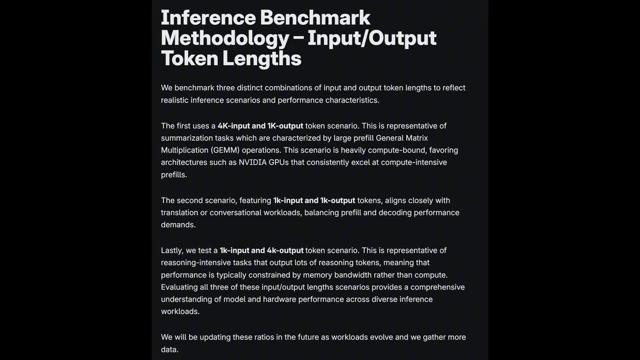 Inference Benchmark
Methodology – Input/Output
Token Lengths
We benchmark three distinct combinations of input and output token lengths to reflect
realistic inference scenarios and performance characteristics.
The first uses a 4K-input and 1K-output token scenario. This is representative of
summarization tasks which are characterized by large prefill General Matrix
Multiplication (GEMM) operations. This scenario is heavily compute-bound, favoring
architectures such as NVIDIA GPUs that consistently excel at compute-intensive
prefills.
The second scenario, featuring 1k-input and 1k-output tokens, aligns closely with
translation or conversational workloads, balancing prefill and decoding performance
demands.
Lastly, we test a 1k-input and 4k-output token scenario. This is representative of
reasoning-intensive tasks that output lots of reasoning tokens, meaning that
performance is typically constrained by memory bandwidth rather than compute.
Evaluating all three of these input/output lengths scenarios provides a comprehensive
understanding of model and hardware performance across diverse inference
workloads.
We will be updating these ratios in the future as workloads evolve and we gather more
data.